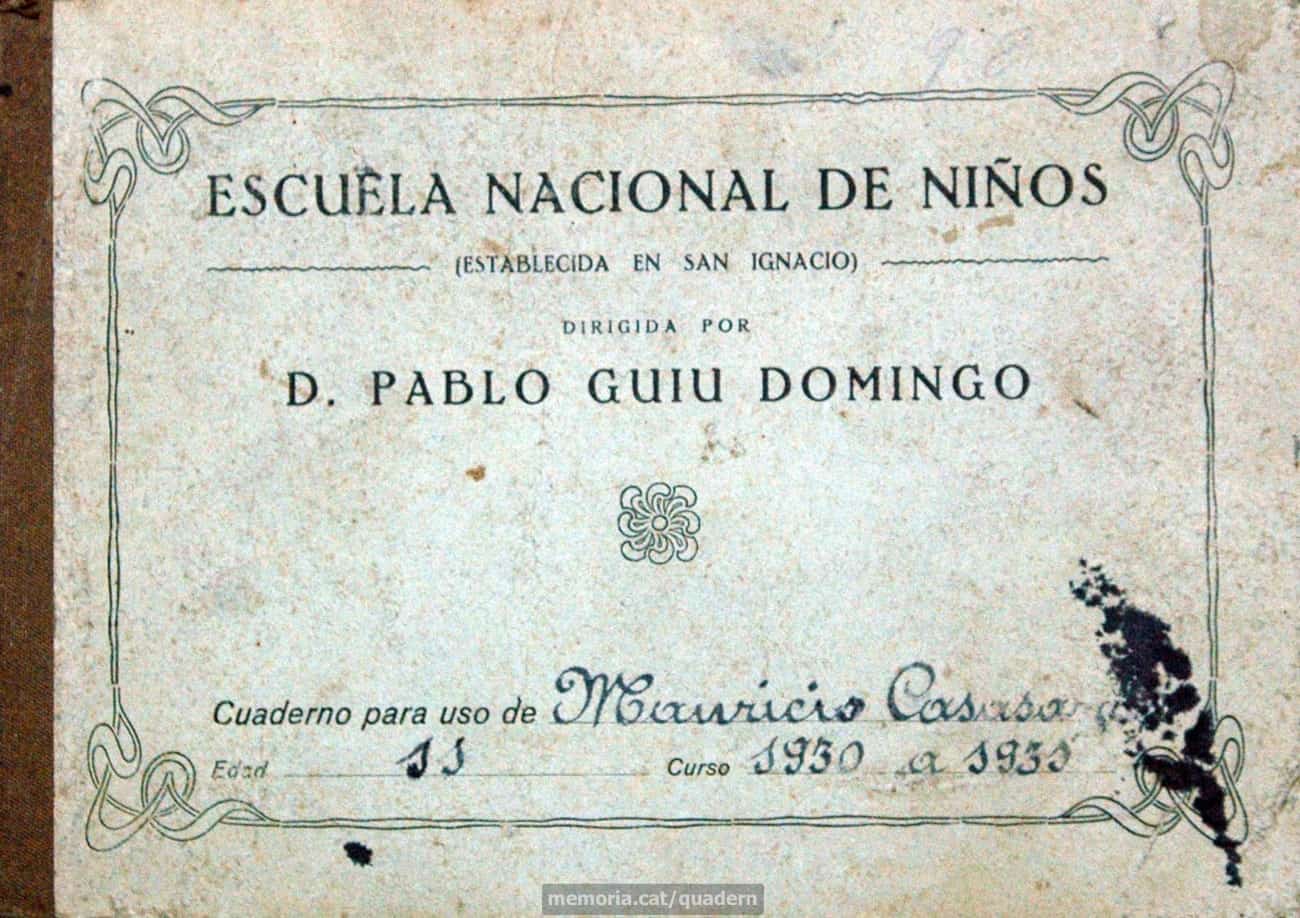 ESCUELA NACIONAL DE NIÑOS
(ESTABLECIDA EN SAN IGNACIO)
DIRIGIDA POR
D. PABLO GUIU DOMINGO
Cuaderno para uso de Mauricio
Edad 11 Curso 1930 a 1931
memoria.cat/quadern